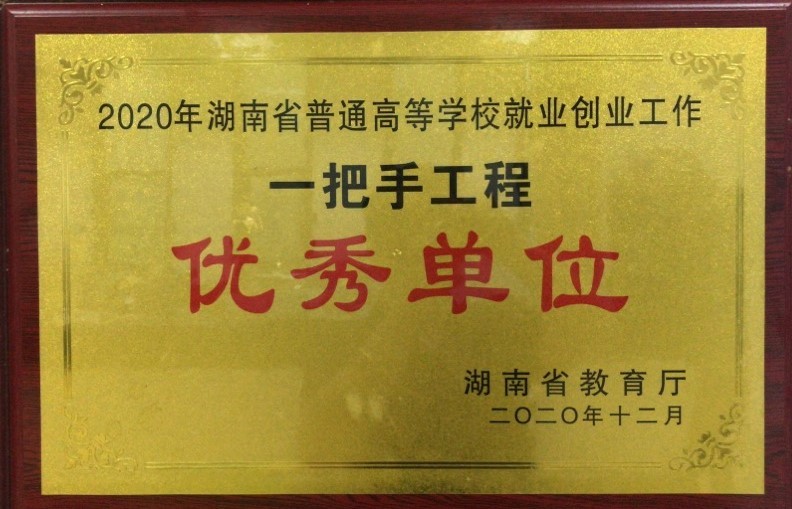 2020年湖南省普通高等学校就业创业工作
一把手工程
优秀单位
湖南省教育厅
二〇二〇年十二月